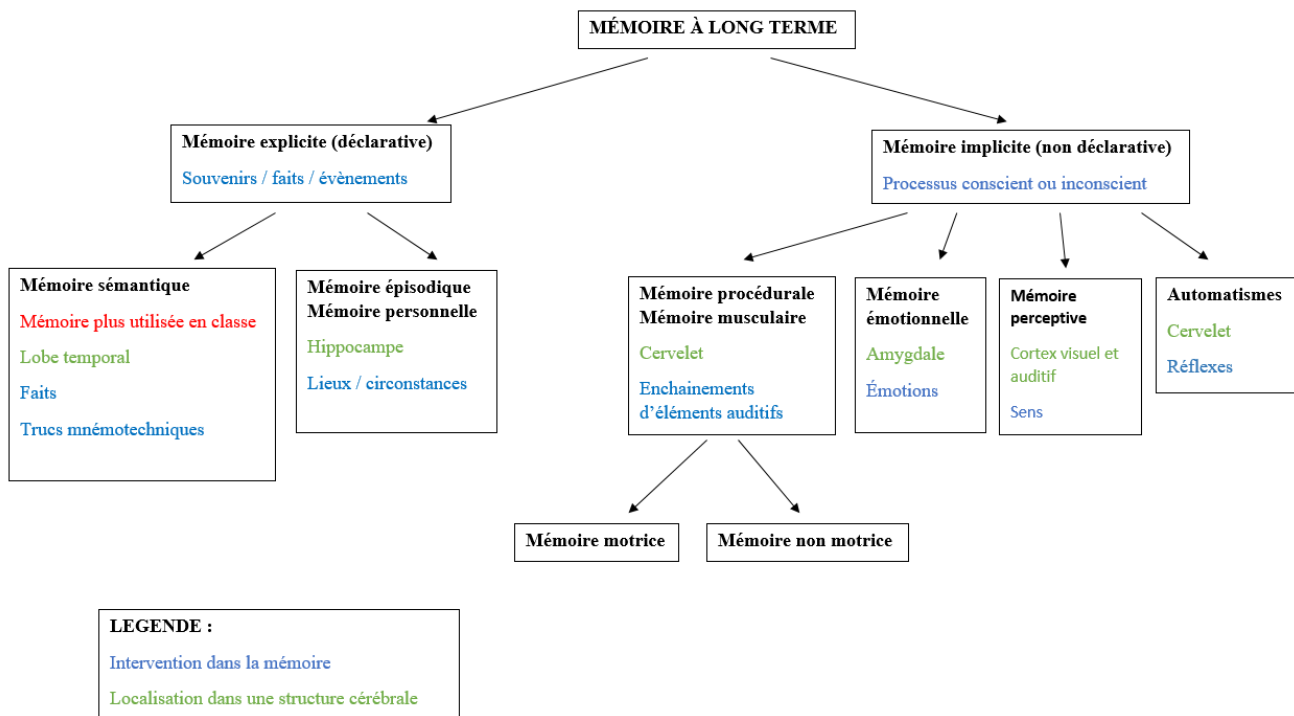 MÉMOIRE À LONG TERME
Mémoire explicite (déclarative)
Souvenirs / faits / évènements
Mémoire implicite (non déclarative)
Processus conscient ou inconscient
Mémoire sémantique
Mémoire plus utilisée en classe
Lobe temporal
Faits
Trucs mnémotechniques
Mémoire épisodique
Mémoire personnelle
Hippocampe
Lieux / circonstances
Mémoire procédurale
Mémoire musculaire
Cervelet
Enchainements
d'éléments auditifs
Mémoire
émotionnelle
Amygdale
Émotions
Mémoire
perceptive
Cortex visuel et
auditif
Sens
Automatismes
Cervelet
Réflexes
Mémoire motrice
Mémoire non motrice
LEGENDE :
Intervention dans la mémoire
Localisation dans une structure cérébrale